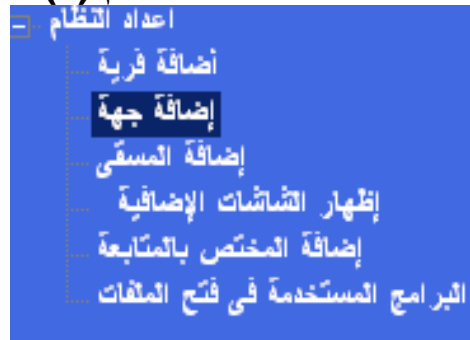 اعداد النظام
أضافة قرية
إضافة جهة
إضافة المسقى
إظهار الشاشات الإضافية
إضافة المختص بالمتابعة
البرامج المستخدمة فى فتح الملفات